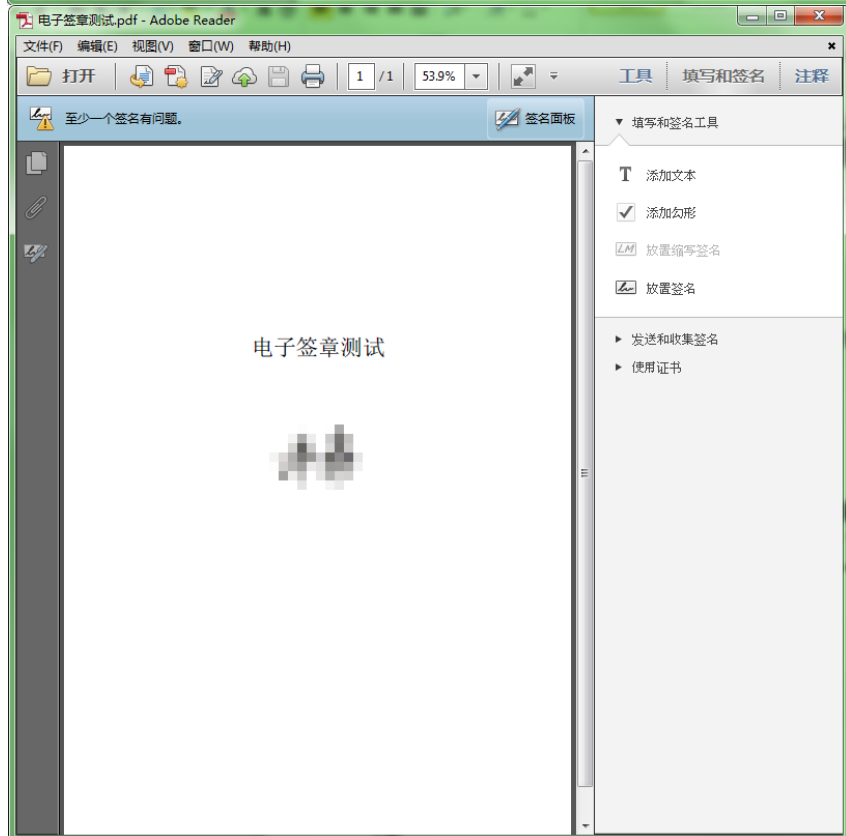 电子签章测试.pdf - Adobe Reader
文件(F) 编辑(E) 视图(V) 窗口(W) 帮助(H)
打开 1 /1 53.9% 工具 填写和签名 注释
至少一个签名有问题。 签名面板
填写和签名工具
T 添加文本
添加勾形
LM 放置缩写签名
放置签名
发送和收集签名
使用证书
电子签章测试